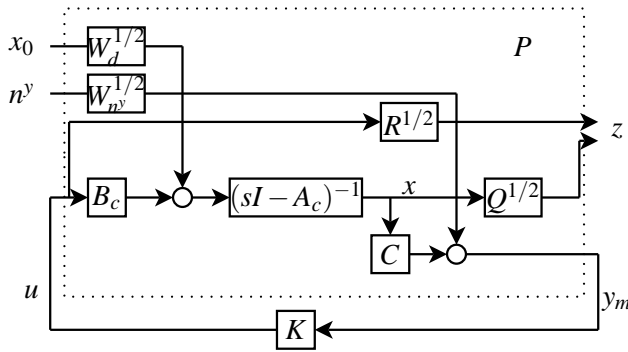 x_0 W_d^{1/2} P
n^y W_{n^y}^{1/2}
R^{1/2} z
B_c (sI − A_c)^{−1} x Q^{1/2}
C
u y_m
K